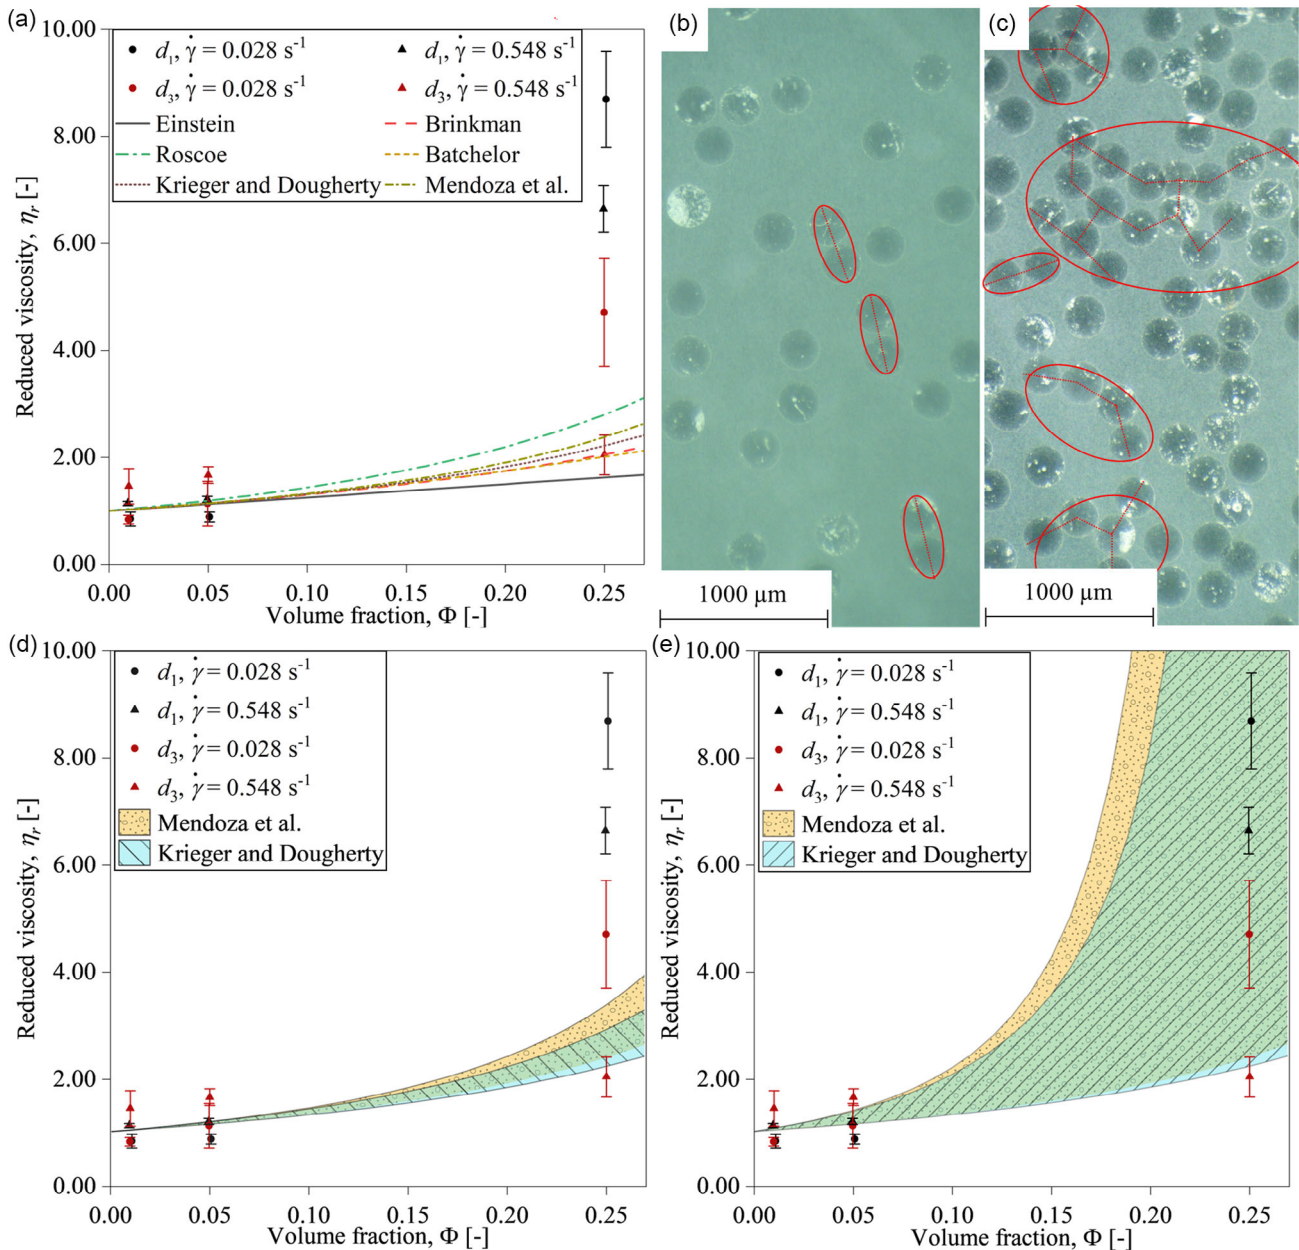 (a)
10.00
8.00
6.00
4.00
2.00
0.00
Reduced viscosity, ηr [-]
d1, γ̇ = 0.028 s-1
d1, γ̇ = 0.548 s-1
d3, γ̇ = 0.028 s-1
d3, γ̇ = 0.548 s-1
Einstein
Brinkman
Roscoe
Batchelor
Krieger and Dougherty
Mendoza et al.
0.00 0.05 0.10 0.15 0.20 0.25
Volume fraction, Φ [-]
(b)
1000 µm
(c)
1000 µm
(d)
10.00
8.00
6.00
4.00
2.00
0.00
Reduced viscosity, ηr [-]
d1, γ̇ = 0.028 s-1
d1, γ̇ = 0.548 s-1
d3, γ̇ = 0.028 s-1
d3, γ̇ = 0.548 s-1
Mendoza et al.
Krieger and Dougherty
0.00 0.05 0.10 0.15 0.20 0.25
Volume fraction, Φ [-]
(e)
10.00
8.00
6.00
4.00
2.00
0.00
Reduced viscosity, ηr [-]
d1, γ̇ = 0.028 s-1
d1, γ̇ = 0.548 s-1
d3, γ̇ = 0.028 s-1
d3, γ̇ = 0.548 s-1
Mendoza et al.
Krieger and Dougherty
0.00 0.05 0.10 0.15 0.20 0.25
Volume fraction, Φ [-]